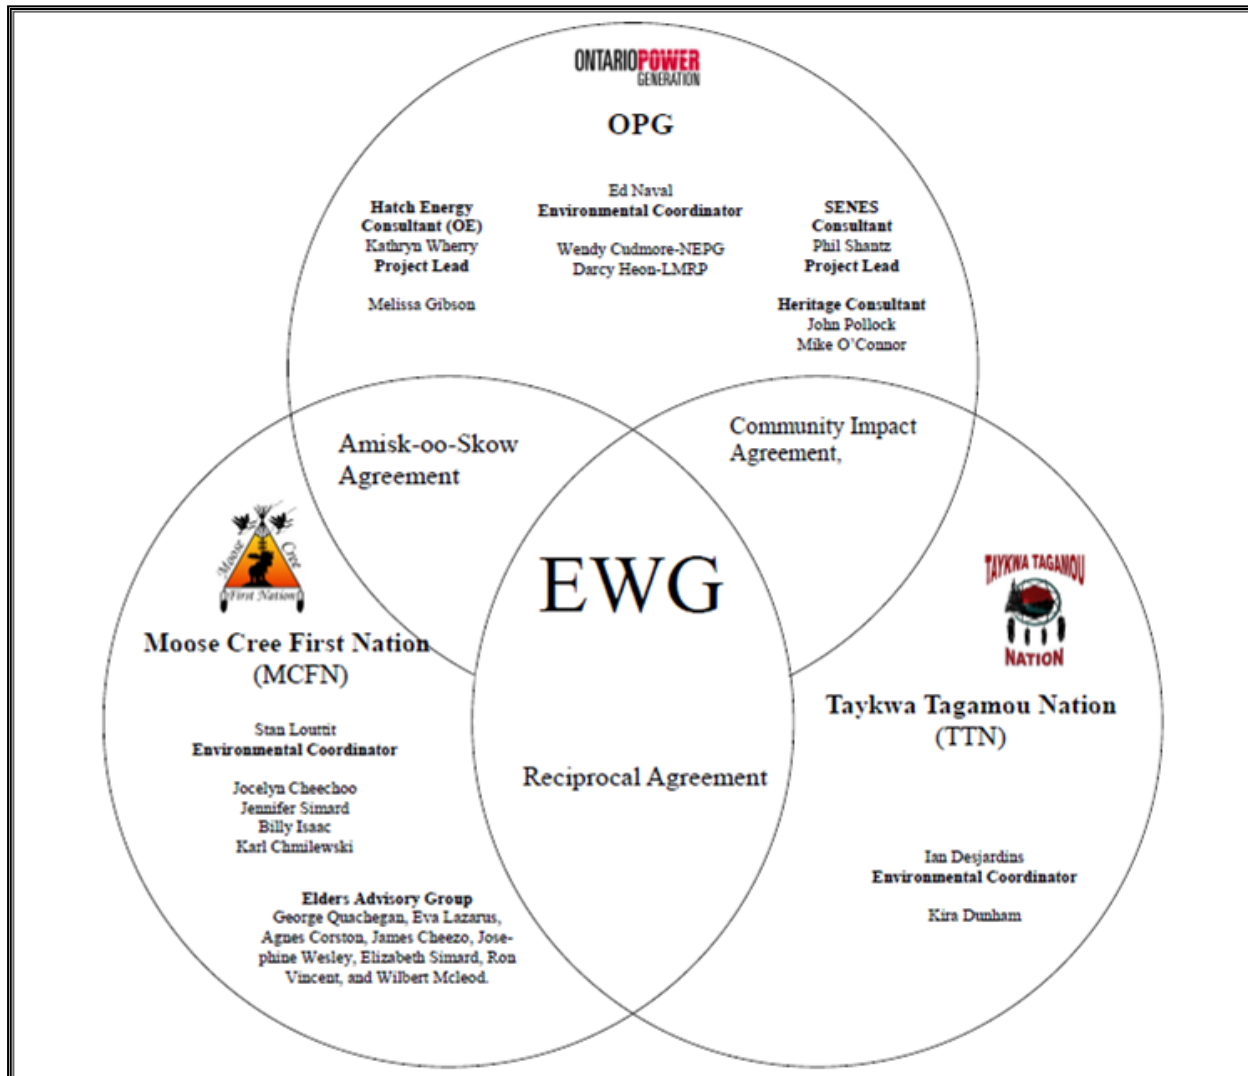 ONTARIOPOWER
GENERATION
OPG
Ed Naval
Environmental Coordinator
Wendy Cudmore-NEPG
Darcy Heon-LMRP
Hatch Energy
Consultant (OE)
Kathryn Wherry
Project Lead
Melissa Gibson
SENES
Consultant
Phil Shantz
Project Lead
Heritage Consultant
John Pollock
Mike O'Connor
Amisk-oo-Skow
Agreement
Community Impact
Agreement,
EWG
Reciprocal Agreement
Moose Cree
First Nation
Moose Cree First Nation
(MCFN)
Stan Louttit
Environmental Coordinator
Jocelyn Cheechoo
Jennifer Simard
Billy Isaac
Karl Chmilewski
Elders Advisory Group
George Quachegan, Eva Lazarus,
Agnes Corston, James Cheezo, Jose-
phine Wesley, Elizabeth Simard, Ron
Vincent, and Wilbert Mcleod.
TAYKWA TAGAMOU
NATION
Taykwa Tagamou Nation
(TTN)
Ian Desjardins
Environmental Coordinator
Kira Dunham